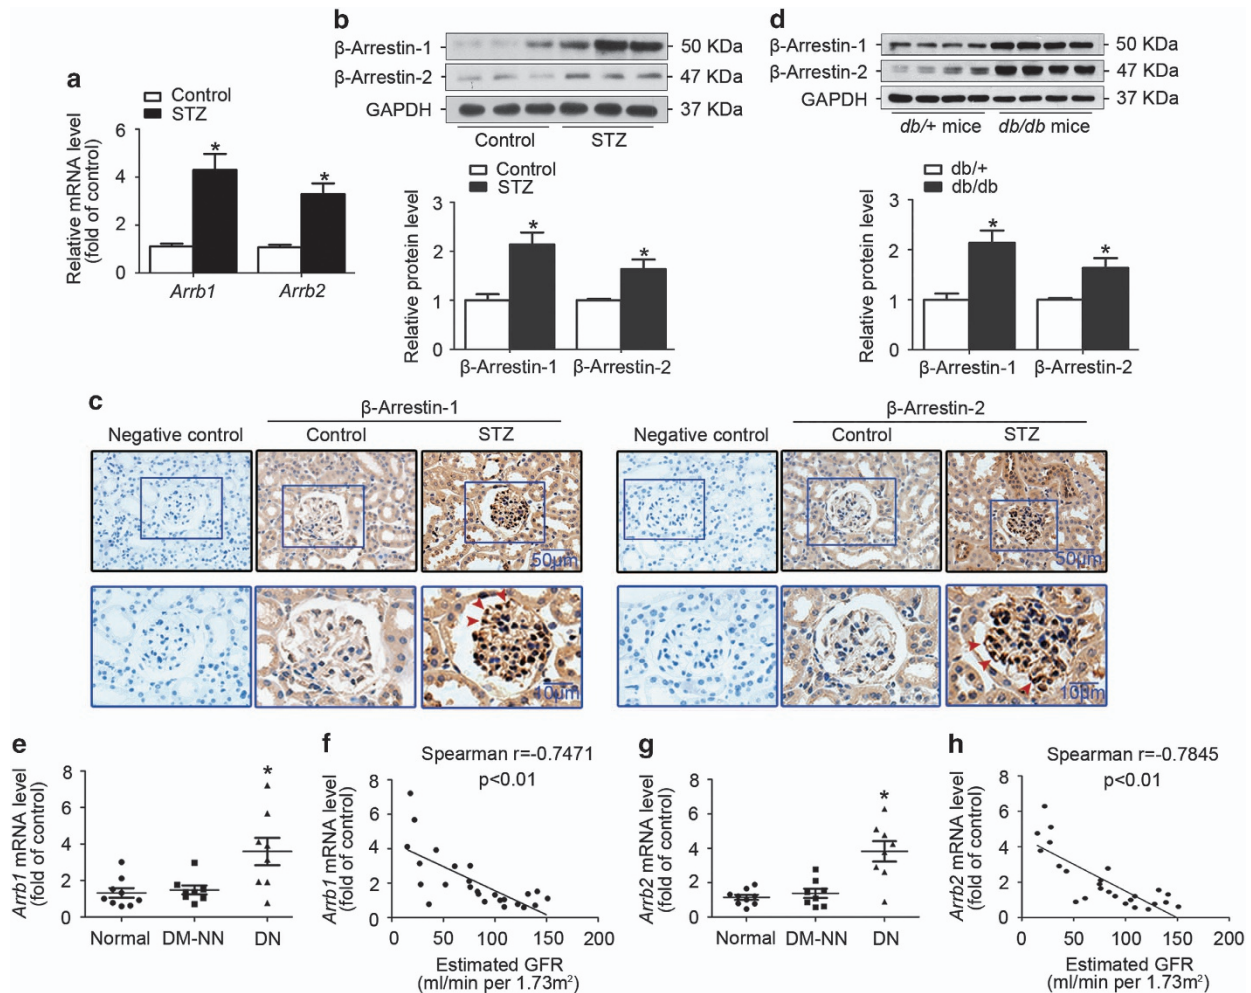 a
Control
STZ
Relative mRNA level
(fold of control)
6
4
2
0
*
*
Arrb1
Arrb2
b
β-Arrestin-1
50 KDa
β-Arrestin-2
47 KDa
GAPDH
37 KDa
Control
STZ
Control
STZ
Relative protein level
3
2
1
0
*
*
β-Arrestin-1
β-Arrestin-2
d
β-Arrestin-1
50 KDa
β-Arrestin-2
47 KDa
GAPDH
37 KDa
db/+ mice
db/db mice
db/+
db/db
Relative protein level
3
2
1
0
*
*
β-Arrestin-1
β-Arrestin-2
c
β-Arrestin-1
Negative control
Control
STZ
50μm
10μm
β-Arrestin-2
Negative control
Control
STZ
50μm
10μm
e
Arrb1 mRNA level
(fold of control)
8
6
4
2
0
*
Normal
DM-NN
DN
f
Spearman r=-0.7471
p<0.01
Arrb1 mRNA level
(fold of control)
8
6
4
2
0
0
50
100
150
200
Estimated GFR
(ml/min per 1.73m²)
g
Arrb2 mRNA level
(fold of control)
8
6
4
2
0
*
Normal
DM-NN
DN
h
Spearman r=-0.7845
p<0.01
Arrb2 mRNA level
(fold of control)
8
6
4
2
0
0
50
100
150
200
Estimated GFR
(ml/min per 1.73m²)